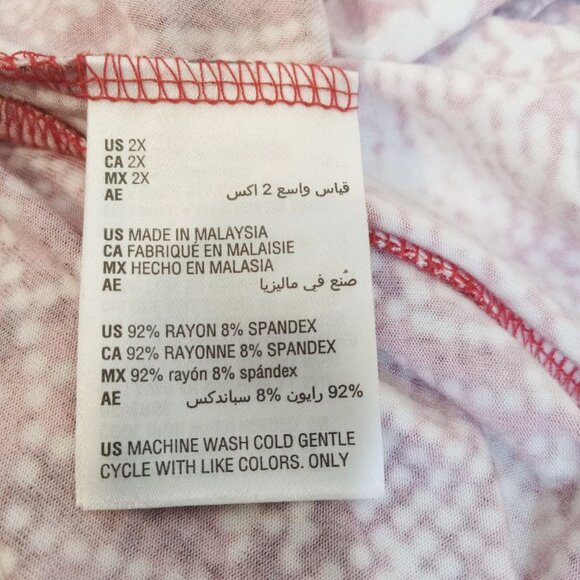 US 2X
CA 2X
MX 2X
AE قياس واسع 2 اكس
US MADE IN MALAYSIA
CA FABRIQUÉ EN MALAISIE
MX HECHO EN MALASIA
AE صُنع في ماليزيا
US 92% RAYON 8% SPANDEX
CA 92% RAYONNE 8% SPANDEX
MX 92% rayón 8% spándex
AE 92% رايون 8% سباندكس
US MACHINE WASH COLD GENTLE
CYCLE WITH LIKE COLORS. ONLY